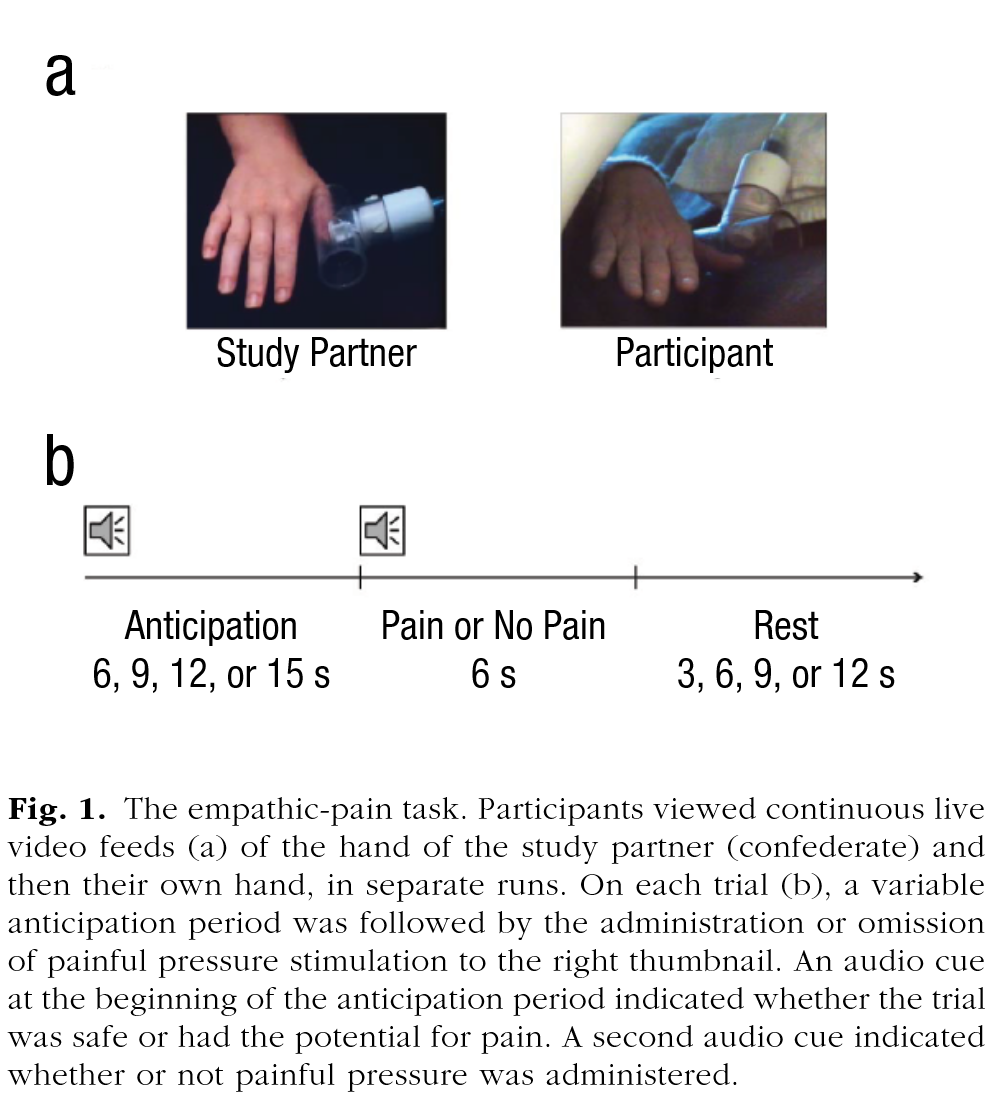 a
Study Partner
Participant
b
Anticipation
6, 9, 12, or 15 s
Pain or No Pain
6 s
Rest
3, 6, 9, or 12 s
Fig. 1. The empathic-pain task. Participants viewed continuous live
video feeds (a) of the hand of the study partner (confederate) and
then their own hand, in separate runs. On each trial (b), a variable
anticipation period was followed by the administration or omission
of painful pressure stimulation to the right thumbnail. An audio cue
at the beginning of the anticipation period indicated whether the trial
was safe or had the potential for pain. A second audio cue indicated
whether or not painful pressure was administered.